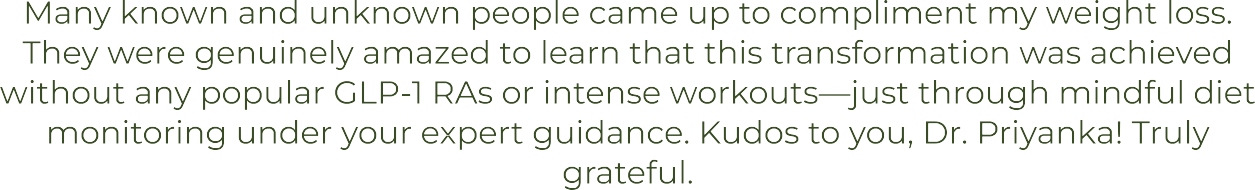 Many known and unknown people came up to compliment my weight loss.
They were genuinely amazed to learn that this transformation was achieved
without any popular GLP-1 RAs or intense workouts—just through mindful diet
monitoring under your expert guidance. Kudos to you, Dr. Priyanka! Truly
grateful.